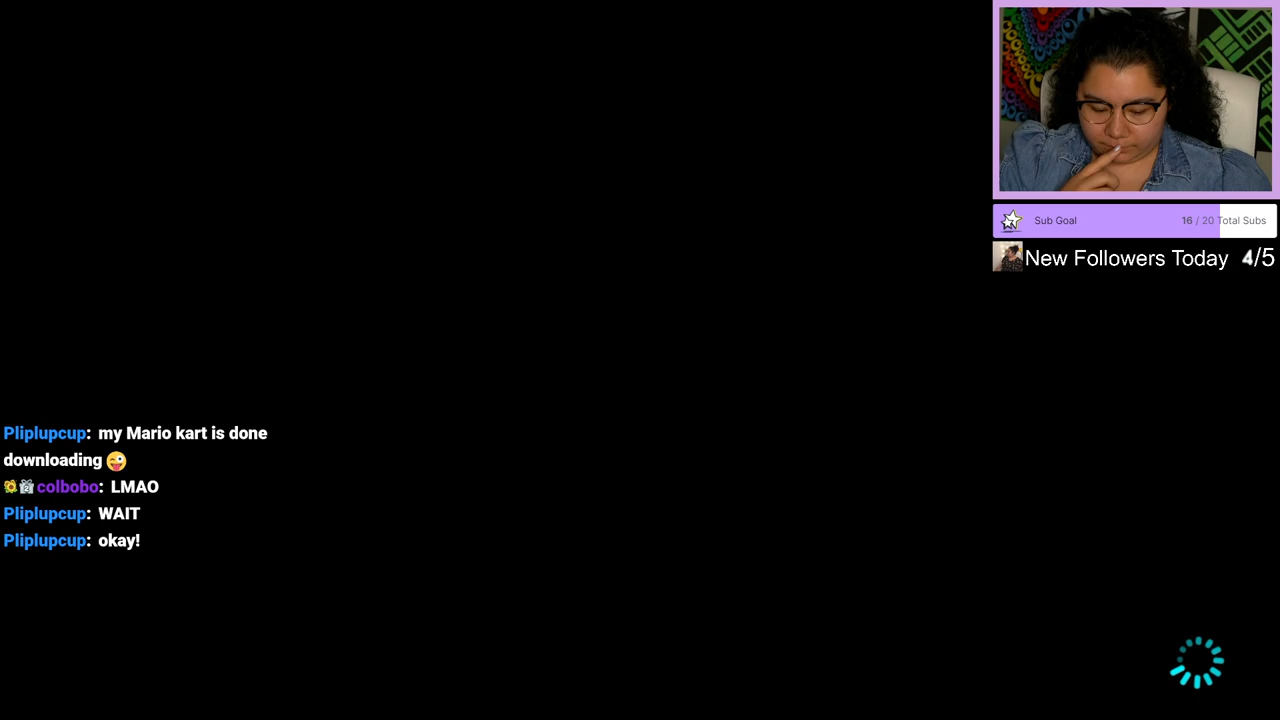 Sub Goal 16 / 20 Total Subs
New Followers Today 4/5
Pliplupcup: my Mario kart is done
downloading
colbobo: LMAO
Pliplupcup: WAIT
Pliplupcup: okay!